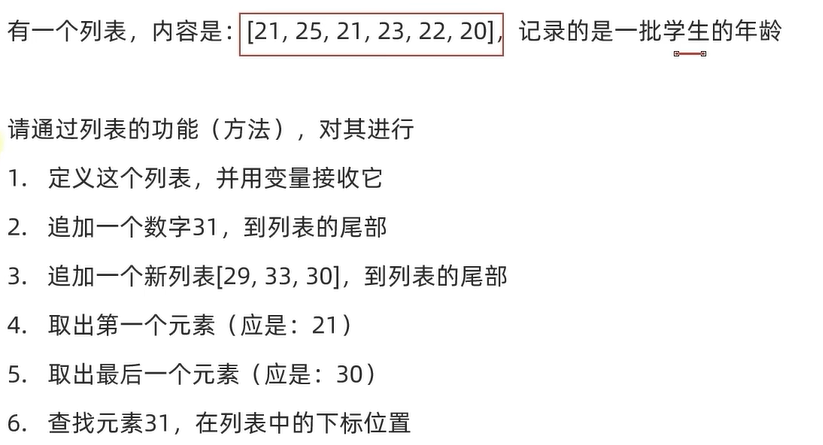 有一个列表，内容是：[21, 25, 21, 23, 22, 20]，记录的是一批学生的年龄
请通过列表的功能（方法），对其进行
1. 定义这个列表，并用变量接收它
2. 追加一个数字31，到列表的尾部
3. 追加一个新列表[29, 33, 30]，到列表的尾部
4. 取出第一个元素（应是：21）
5. 取出最后一个元素（应是：30）
6. 查找元素31，在列表中的下标位置